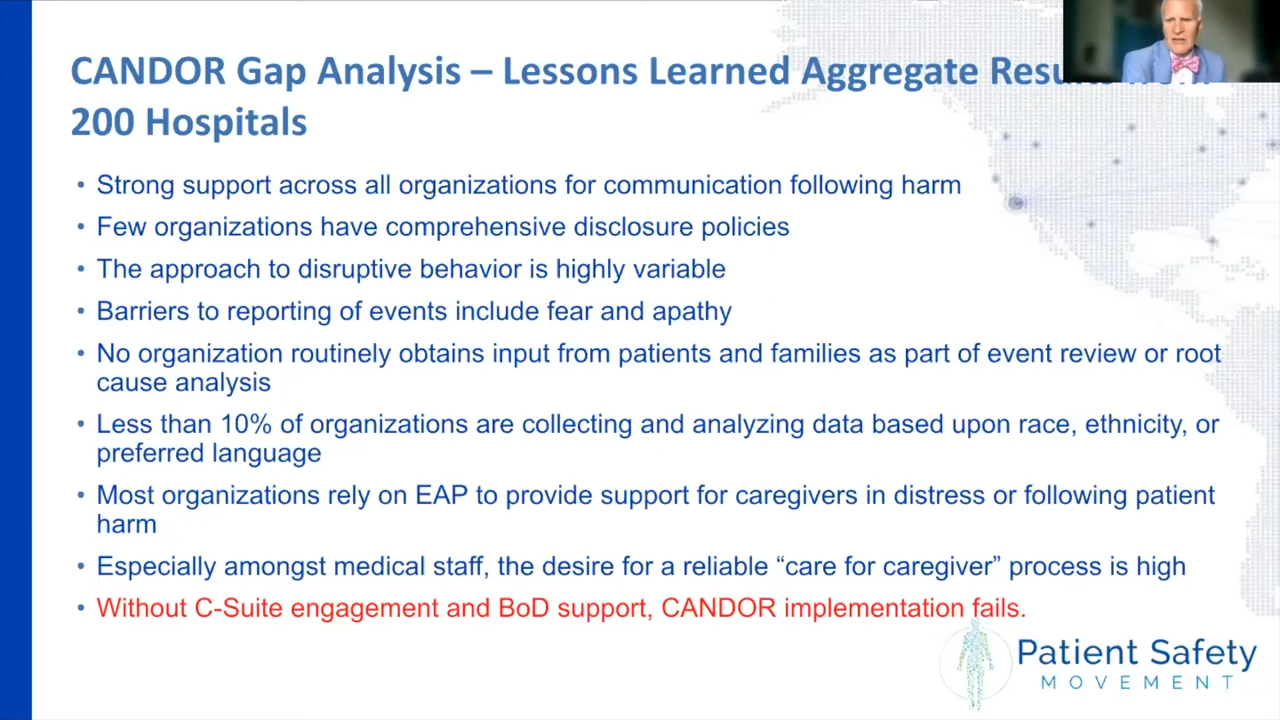 CANDOR Gap Analysis – Lessons Learned Aggregate
200 Hospitals
• Strong support across all organizations for communication following harm
• Few organizations have comprehensive disclosure policies
• The approach to disruptive behavior is highly variable
• Barriers to reporting of events include fear and apathy
• No organization routinely obtains input from patients and families as part of event review or root
cause analysis
• Less than 10% of organizations are collecting and analyzing data based upon race, ethnicity, or
preferred language
• Most organizations rely on EAP to provide support for caregivers in distress or following patient
harm
• Especially amongst medical staff, the desire for a reliable “care for caregiver” process is high
• Without C-Suite engagement and BoD support, CANDOR implementation fails.
Patient Safety
MOVEMENT